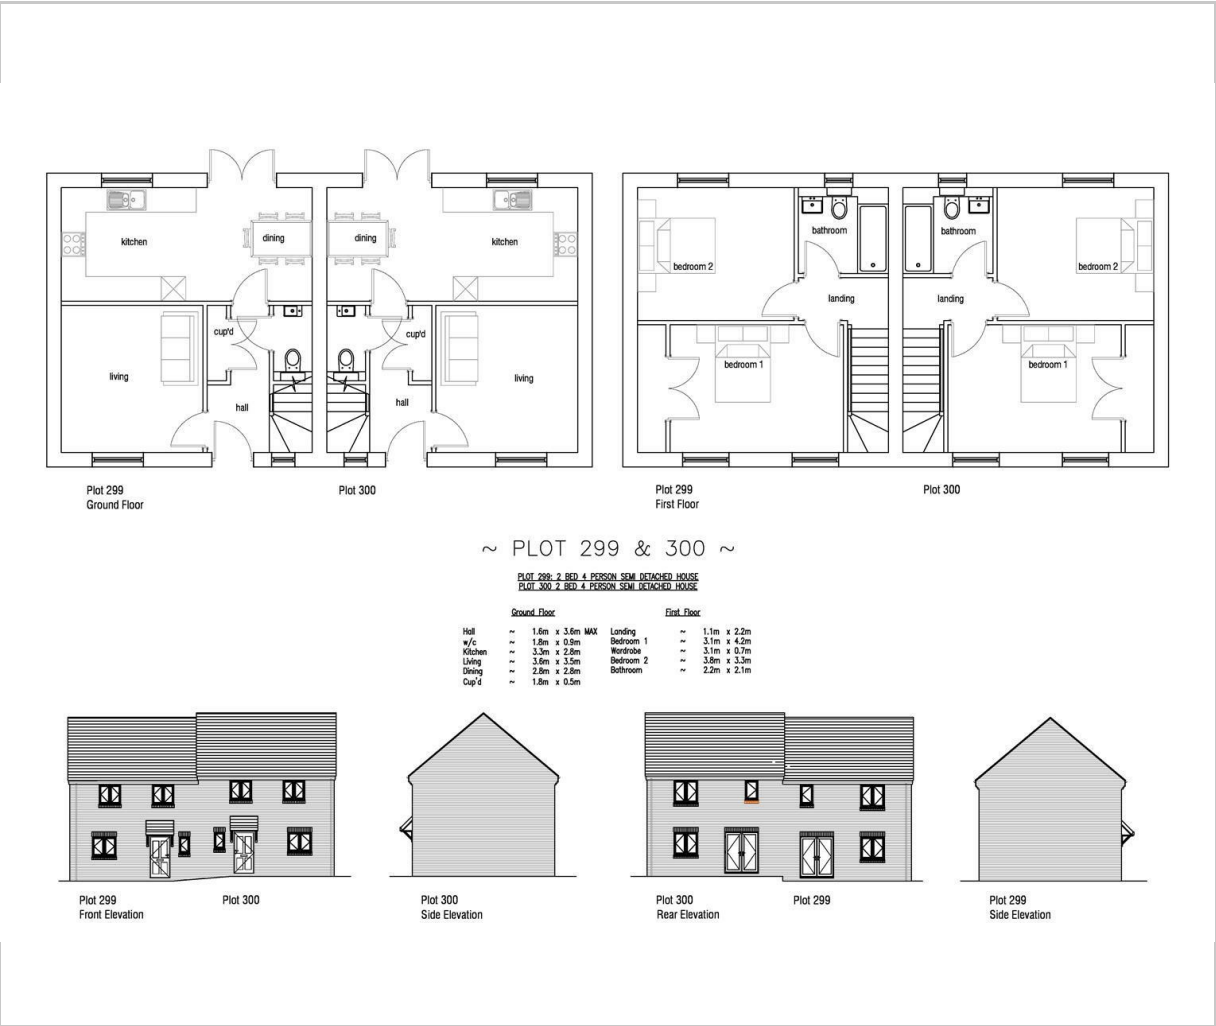 kitchen
dining
dining
kitchen
cup'd
cup'd
living
hall
hall
living
Plot 299
Ground Floor
Plot 300
bathroom
bathroom
bedroom 2
bedroom 2
landing
landing
bedroom 1
bedroom 1
Plot 299
First Floor
Plot 300
~ PLOT 299 & 300 ~
PLOT 299: 2 BED 4 PERSON SEMI DETACHED HOUSE
PLOT 300 2 BED 4 PERSON SEMI DETACHED HOUSE
Ground Floor
Hall ~ 1.6m x 3.6m MAX
w/c ~ 1.8m x 0.9m
Kitchen ~ 3.3m x 2.8m
Living ~ 3.6m x 3.5m
Dining ~ 2.8m x 2.8m
Cup'd ~ 1.8m x 0.5m
First Floor
Landing ~ 1.1m x 2.2m
Bedroom 1 ~ 3.1m x 4.2m
Wardrobe ~ 3.1m x 0.7m
Bedroom 2 ~ 3.8m x 3.3m
Bathroom ~ 2.2m x 2.1m
Plot 299
Front Elevation
Plot 300
Plot 300
Side Elevation
Plot 300
Rear Elevation
Plot 299
Plot 299
Side Elevation